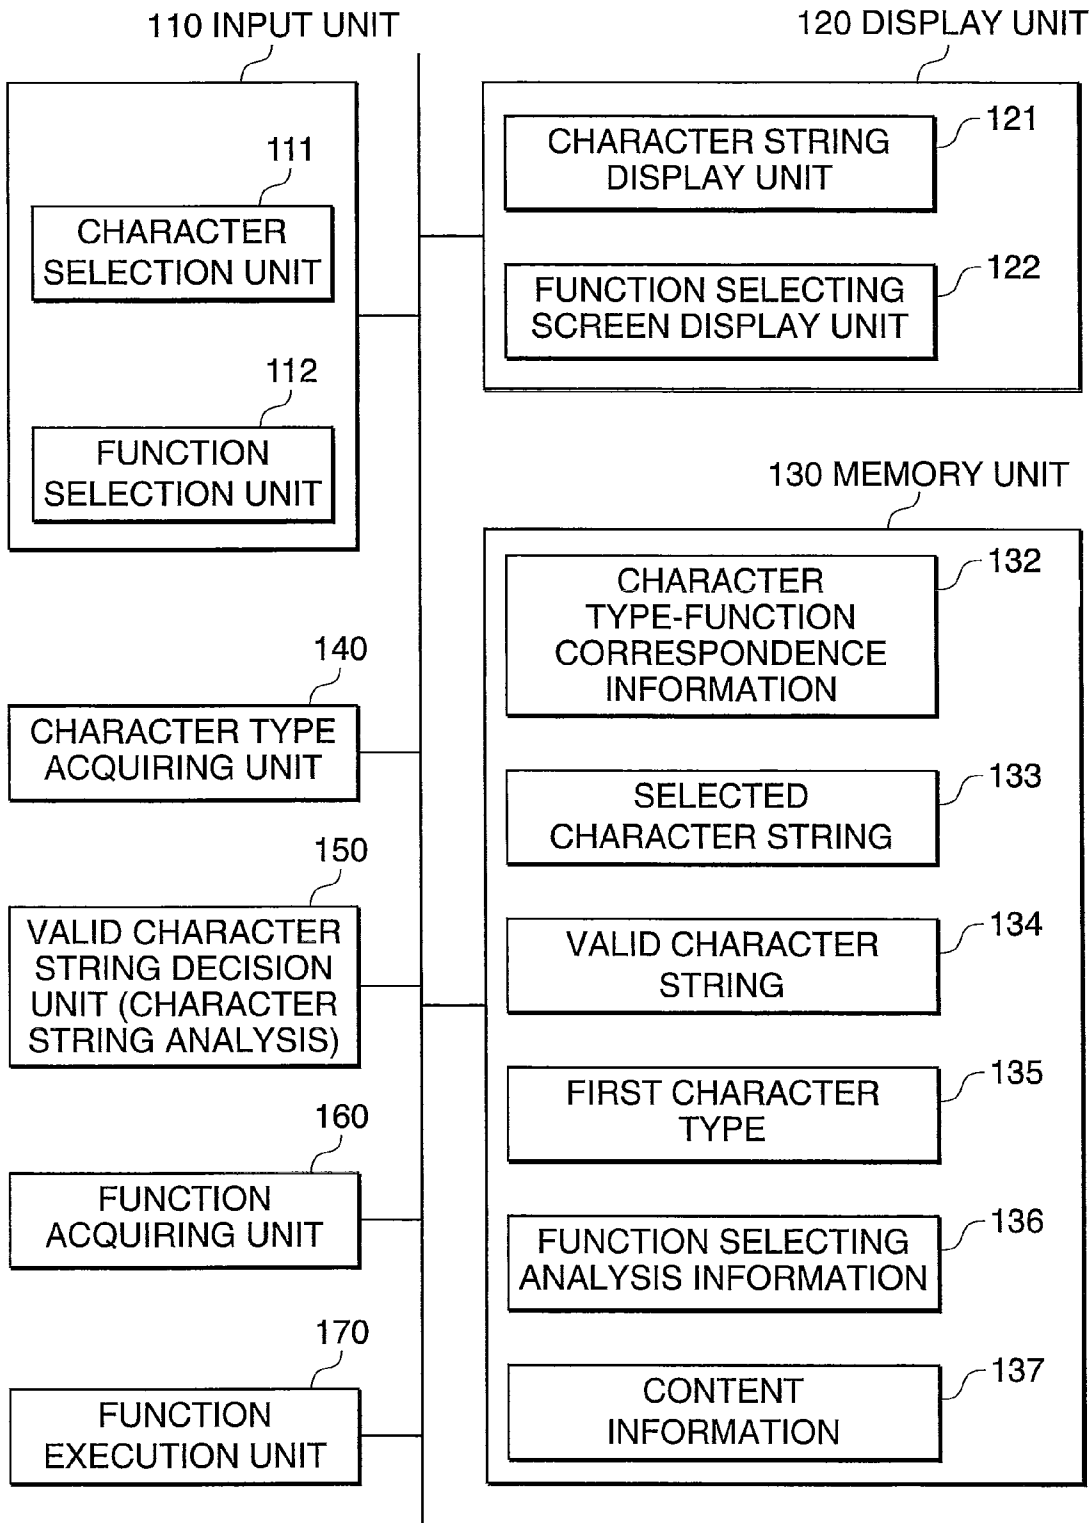 110 INPUT UNIT
111
CHARACTER
SELECTION UNIT
112
FUNCTION
SELECTION UNIT
140
CHARACTER TYPE
ACQUIRING UNIT
150
VALID CHARACTER
STRING DECISION
UNIT (CHARACTER
STRING ANALYSIS)
160
FUNCTION
ACQUIRING UNIT
170
FUNCTION
EXECUTION UNIT
120 DISPLAY UNIT
121
CHARACTER STRING
DISPLAY UNIT
122
FUNCTION SELECTING
SCREEN DISPLAY UNIT
130 MEMORY UNIT
132
CHARACTER
TYPE-FUNCTION
CORRESPONDENCE
INFORMATION
133
SELECTED
CHARACTER STRING
134
VALID CHARACTER
STRING
135
FIRST CHARACTER
TYPE
136
FUNCTION SELECTING
ANALYSIS INFORMATION
137
CONTENT
INFORMATION